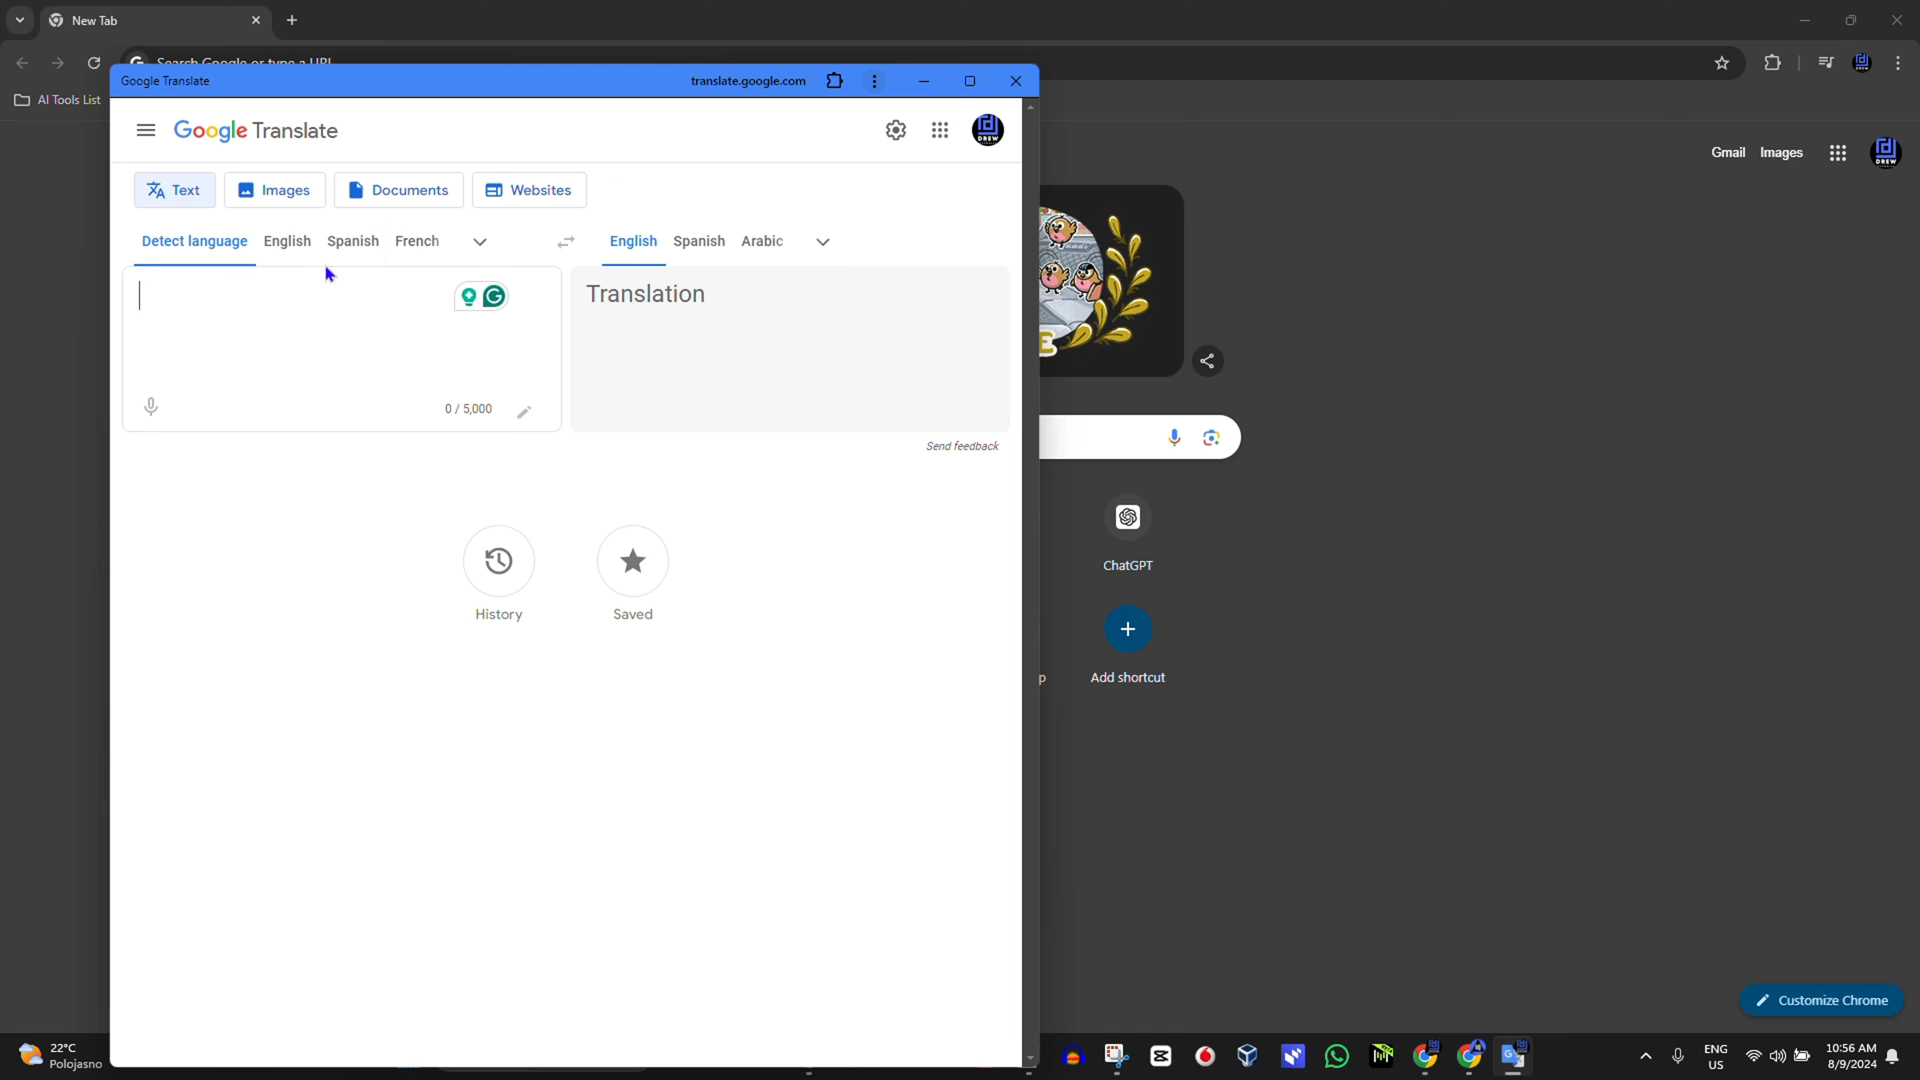 New Tab
Search Google or type a URL
AI Tools List
Google Translate
translate.google.com
Google Translate
DREW
Gmail
Images
DREW
Text
Images
Documents
Websites
Detect language
English
Spanish
French
English
Spanish
Arabic
Translation
0 / 5,000
Send feedback
E
ChatGPT
History
Saved
p
Add shortcut
Customize Chrome
22°C
Polojasno
ENG
US
10:56 AM
8/9/2024